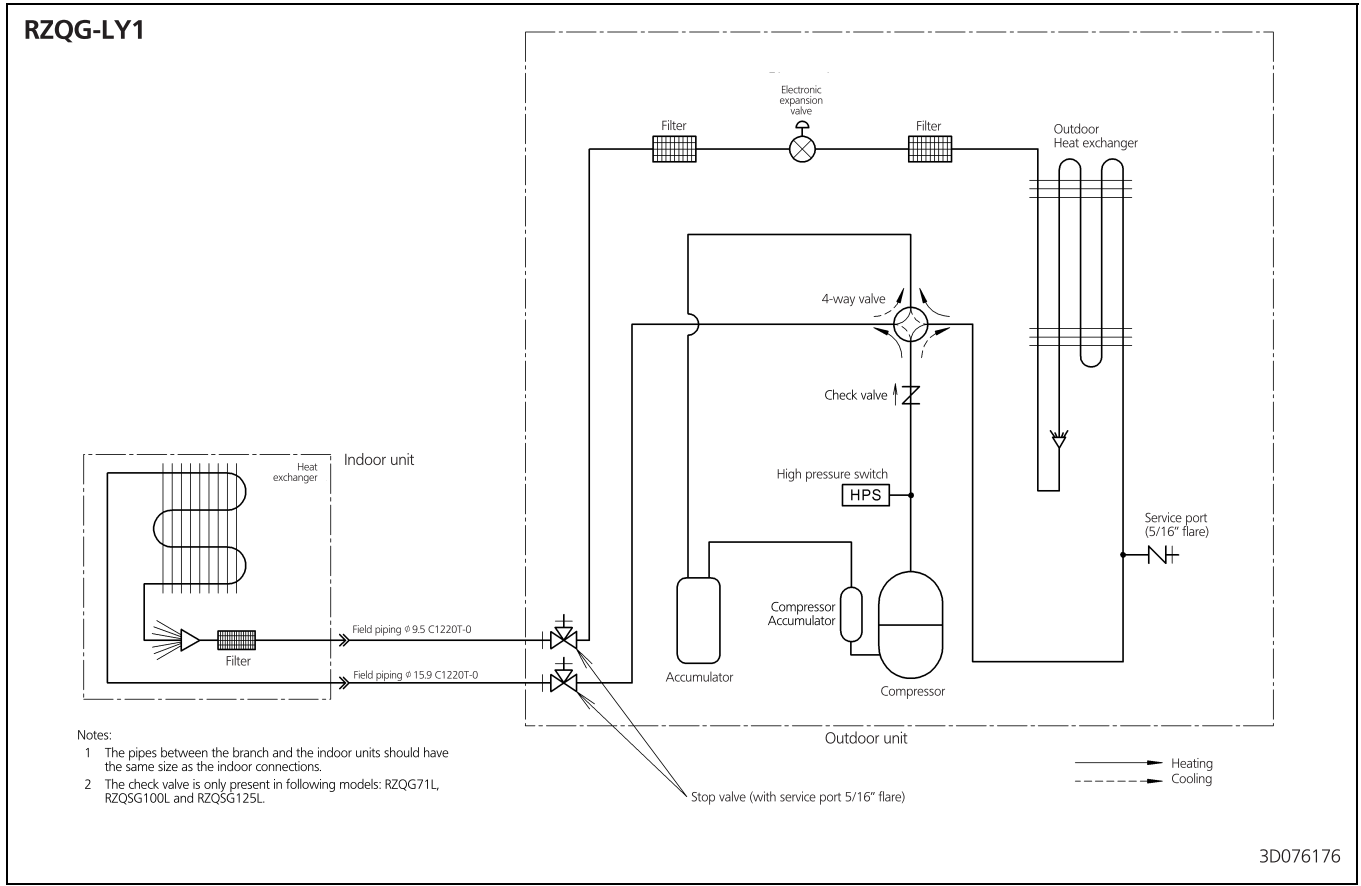 RZQG-LY1
Electronic
expansion
valve
Filter
Filter
Outdoor
Heat exchanger
4-way valve
Check valve
High pressure switch
HPS
Service port
(5/16” flare)
Indoor unit
Heat
exchanger
Filter
Field piping ϕ 9.5 C1220T-0
Field piping ϕ 15.9 C1220T-0
Compressor
Accumulator
Accumulator
Compressor
Outdoor unit
Notes:
1 The pipes between the branch and the indoor units should have
the same size as the indoor connections.
2 The check valve is only present in following models: RZQG71L,
RZQSG100L and RZQSG125L.
Stop valve (with service port 5/16” flare)
Heating
Cooling
3D076176